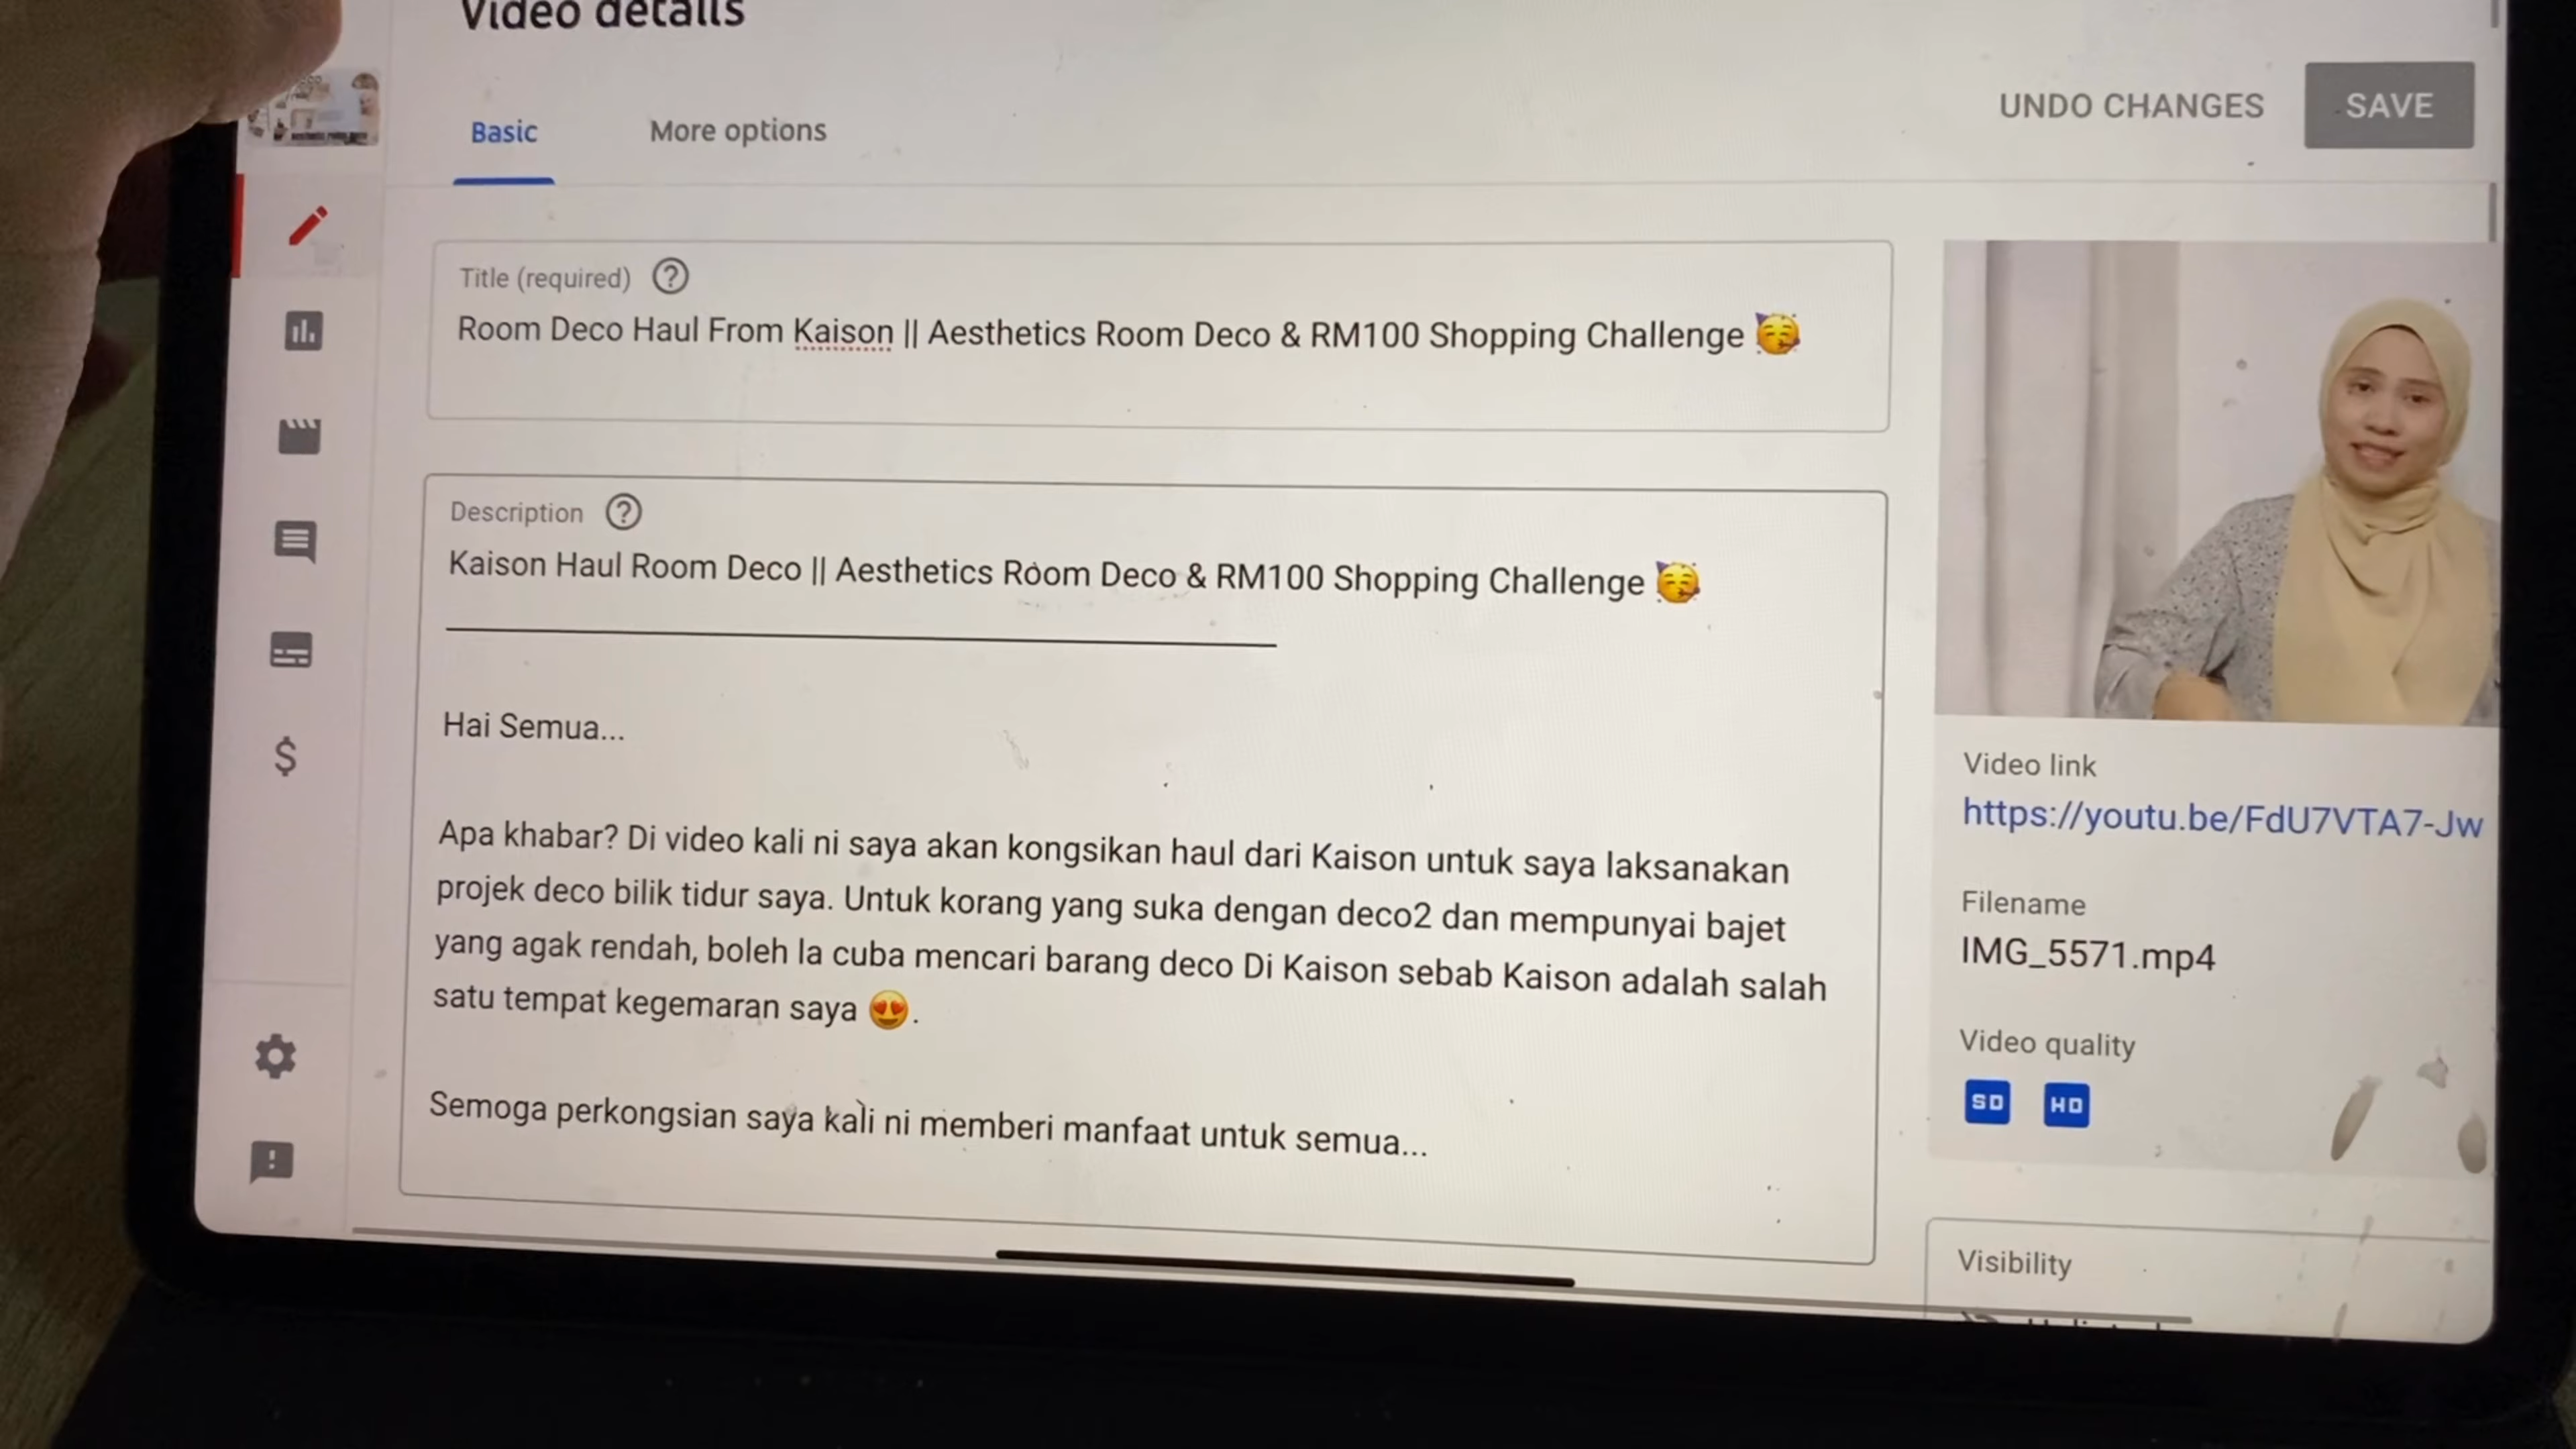 Video details
UNDO CHANGES
SAVE
Basic
More options
Title (required)
Room Deco Haul From Kaison || Aesthetics Room Deco & RM100 Shopping Challenge 🥳
Description
Kaison Haul Room Deco || Aesthetics Room Deco & RM100 Shopping Challenge 🥳
Hai Semua...
Apa khabar? Di video kali ni saya akan kongsikan haul dari Kaison untuk saya laksanakan
projek deco bilik tidur saya. Untuk korang yang suka dengan deco2 dan mempunyai bajet
yang agak rendah, boleh la cuba mencari barang deco Di Kaison sebab Kaison adalah salah
satu tempat kegemaran saya 😍.
Semoga perkongsian saya kali ni memberi manfaat untuk semua...
Video link
https://youtu.be/FdU7VTA7-Jw
Filename
IMG_5571.mp4
Video quality
SD HD
Visibility